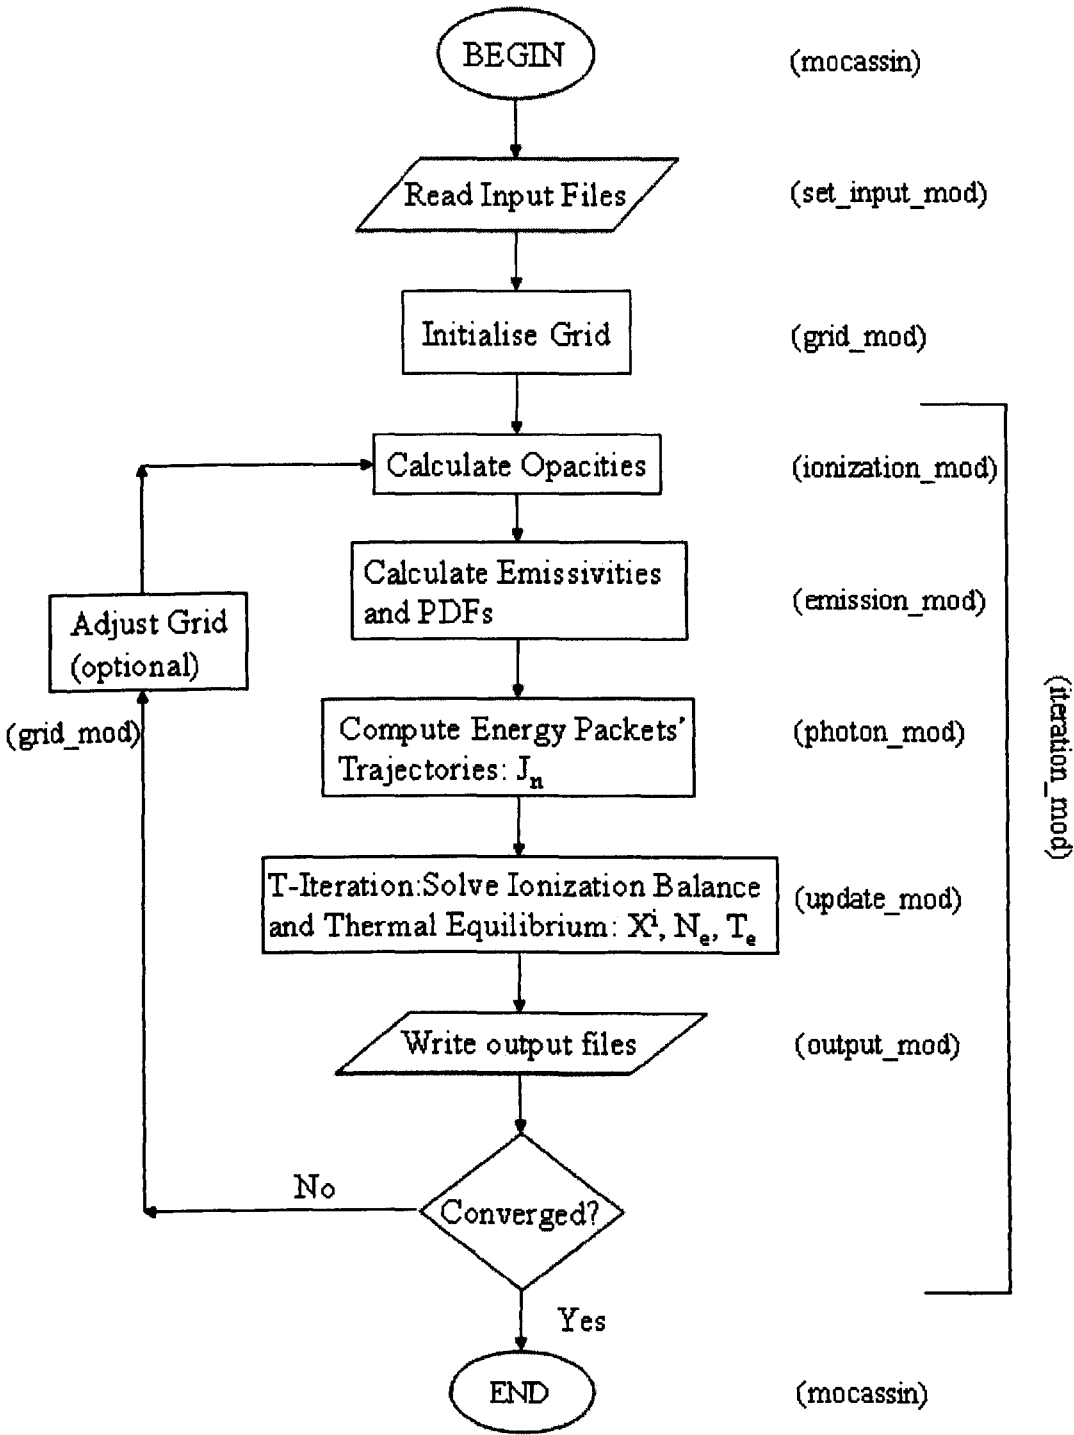 BEGIN
(mocassin)
Read Input Files
(set_input_mod)
Initialise Grid
(grid_mod)
Calculate Opacities
(ionization_mod)
Calculate Emissivities
and PDFs
(emission_mod)
Adjust Grid
(optional)
(grid_mod)
Compute Energy Packets'
Trajectories: Jₙ
(photon_mod)
(iteration_mod)
T-Iteration:Solve Ionization Balance
and Thermal Equilibrium: Xⁱ, Nₑ, Tₑ
(update_mod)
Write output files
(output_mod)
No
Converged?
Yes
END
(mocassin)